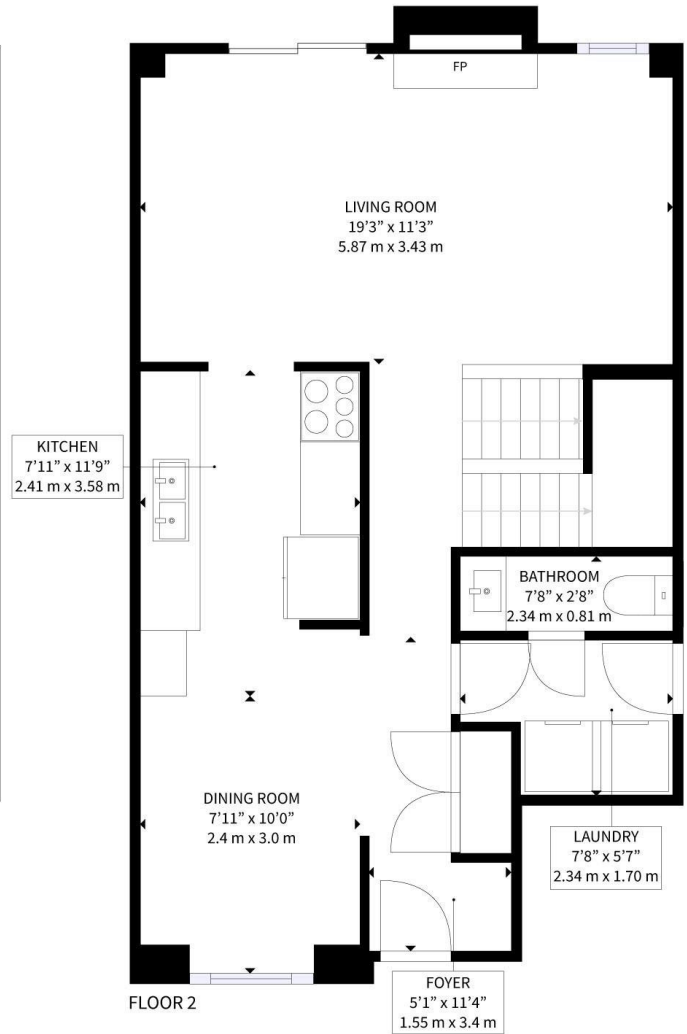 FP
LIVING ROOM
19’3” x 11’3”
5.87 m x 3.43 m
KITCHEN
7’11” x 11’9”
2.41 m x 3.58 m
BATHROOM
7’8” x 2’8”
2.34 m x 0.81 m
DINING ROOM
7’11” x 10’0”
2.4 m x 3.0 m
LAUNDRY
7’8” x 5’7”
2.34 m x 1.70 m
FOYER
5’1” x 11’4”
1.55 m x 3.4 m
FLOOR 2